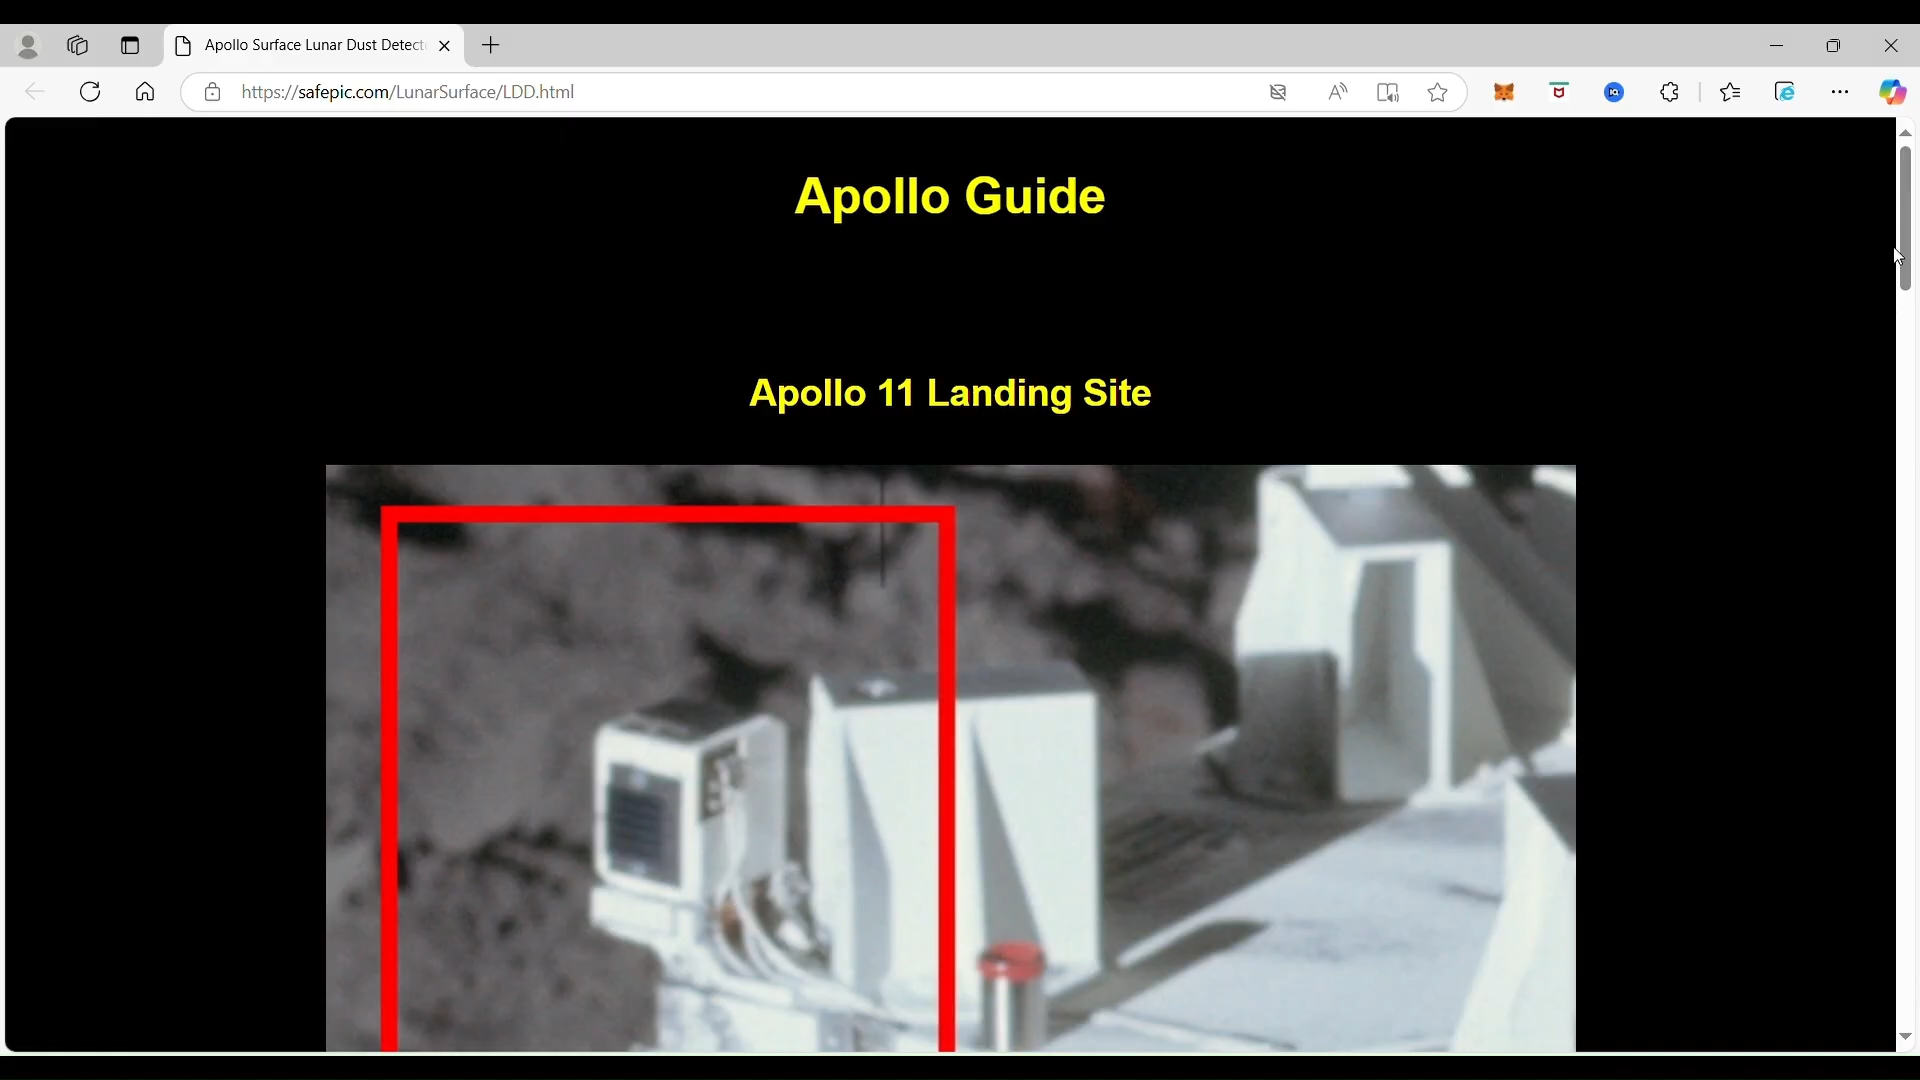 Apollo Surface Lunar Dust Detect
https://safepic.com/LunarSurface/LDD.html
Apollo Guide
Apollo 11 Landing Site